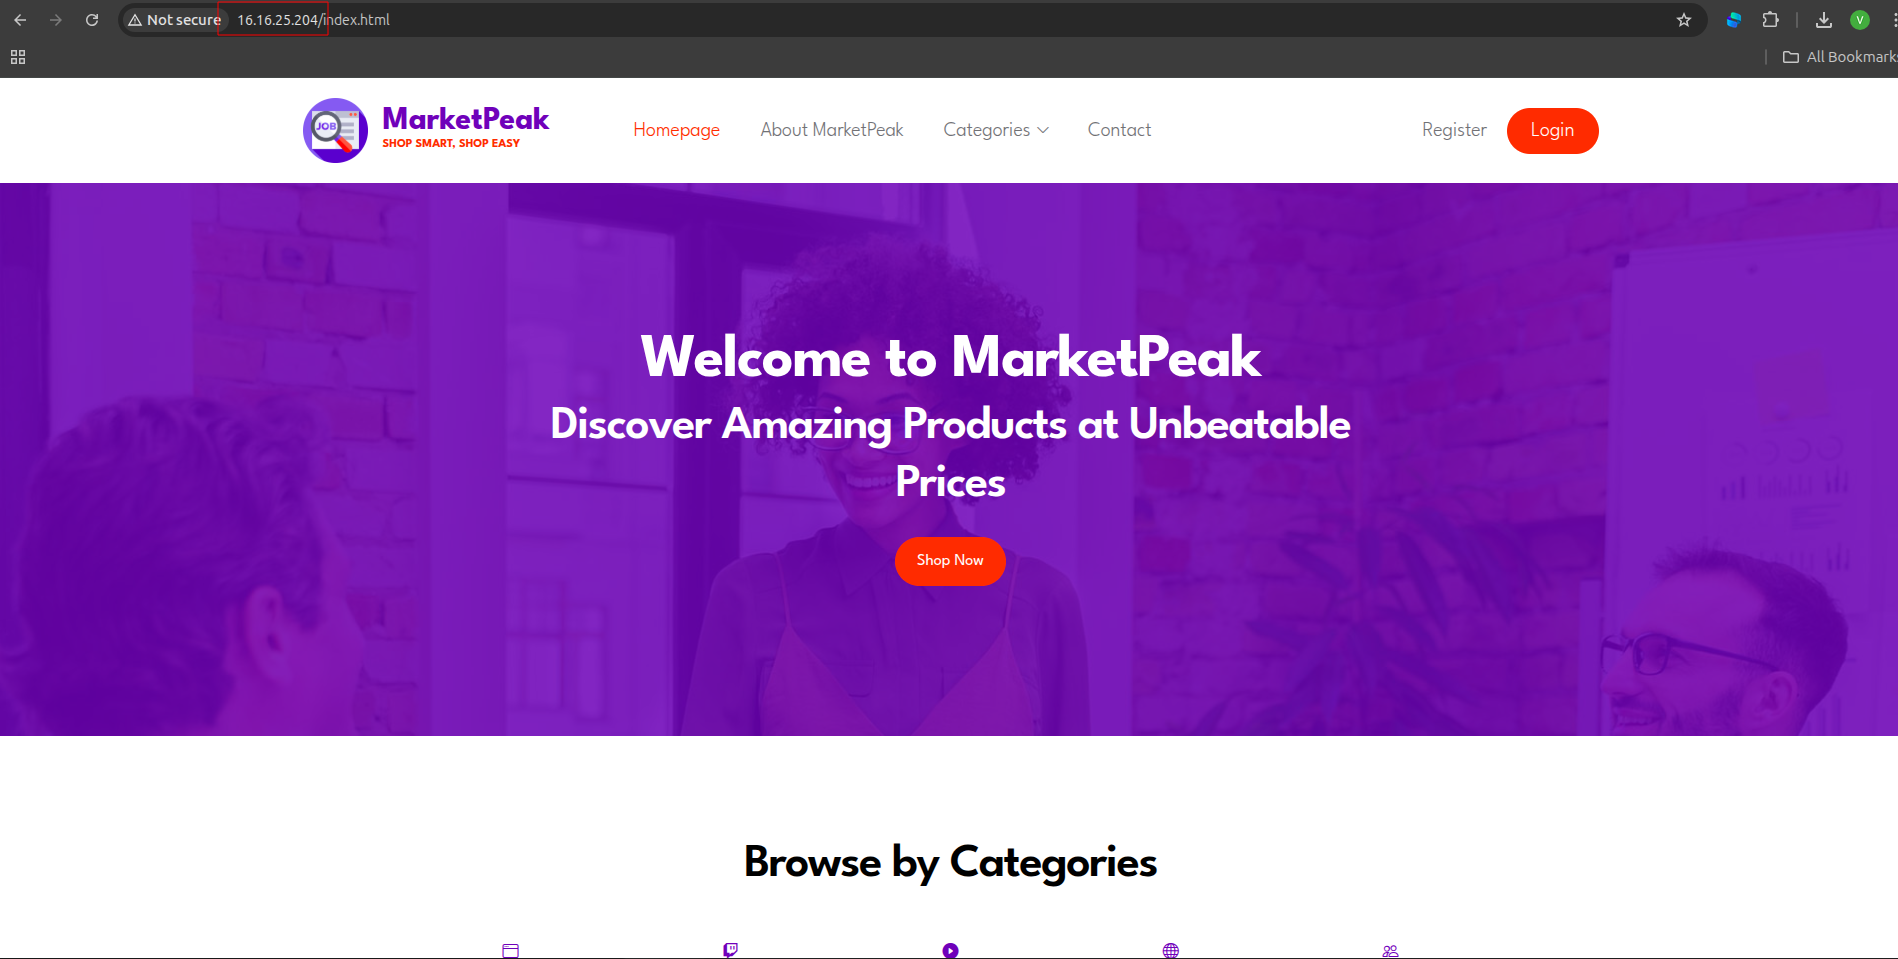 Not secure 16.16.25.204/index.html V
All Bookmarks
JOB MarketPeak
SHOP SMART, SHOP EASY
Homepage About MarketPeak Categories Contact Register Login
Welcome to MarketPeak
Discover Amazing Products at Unbeatable
Prices
Shop Now
Browse by Categories